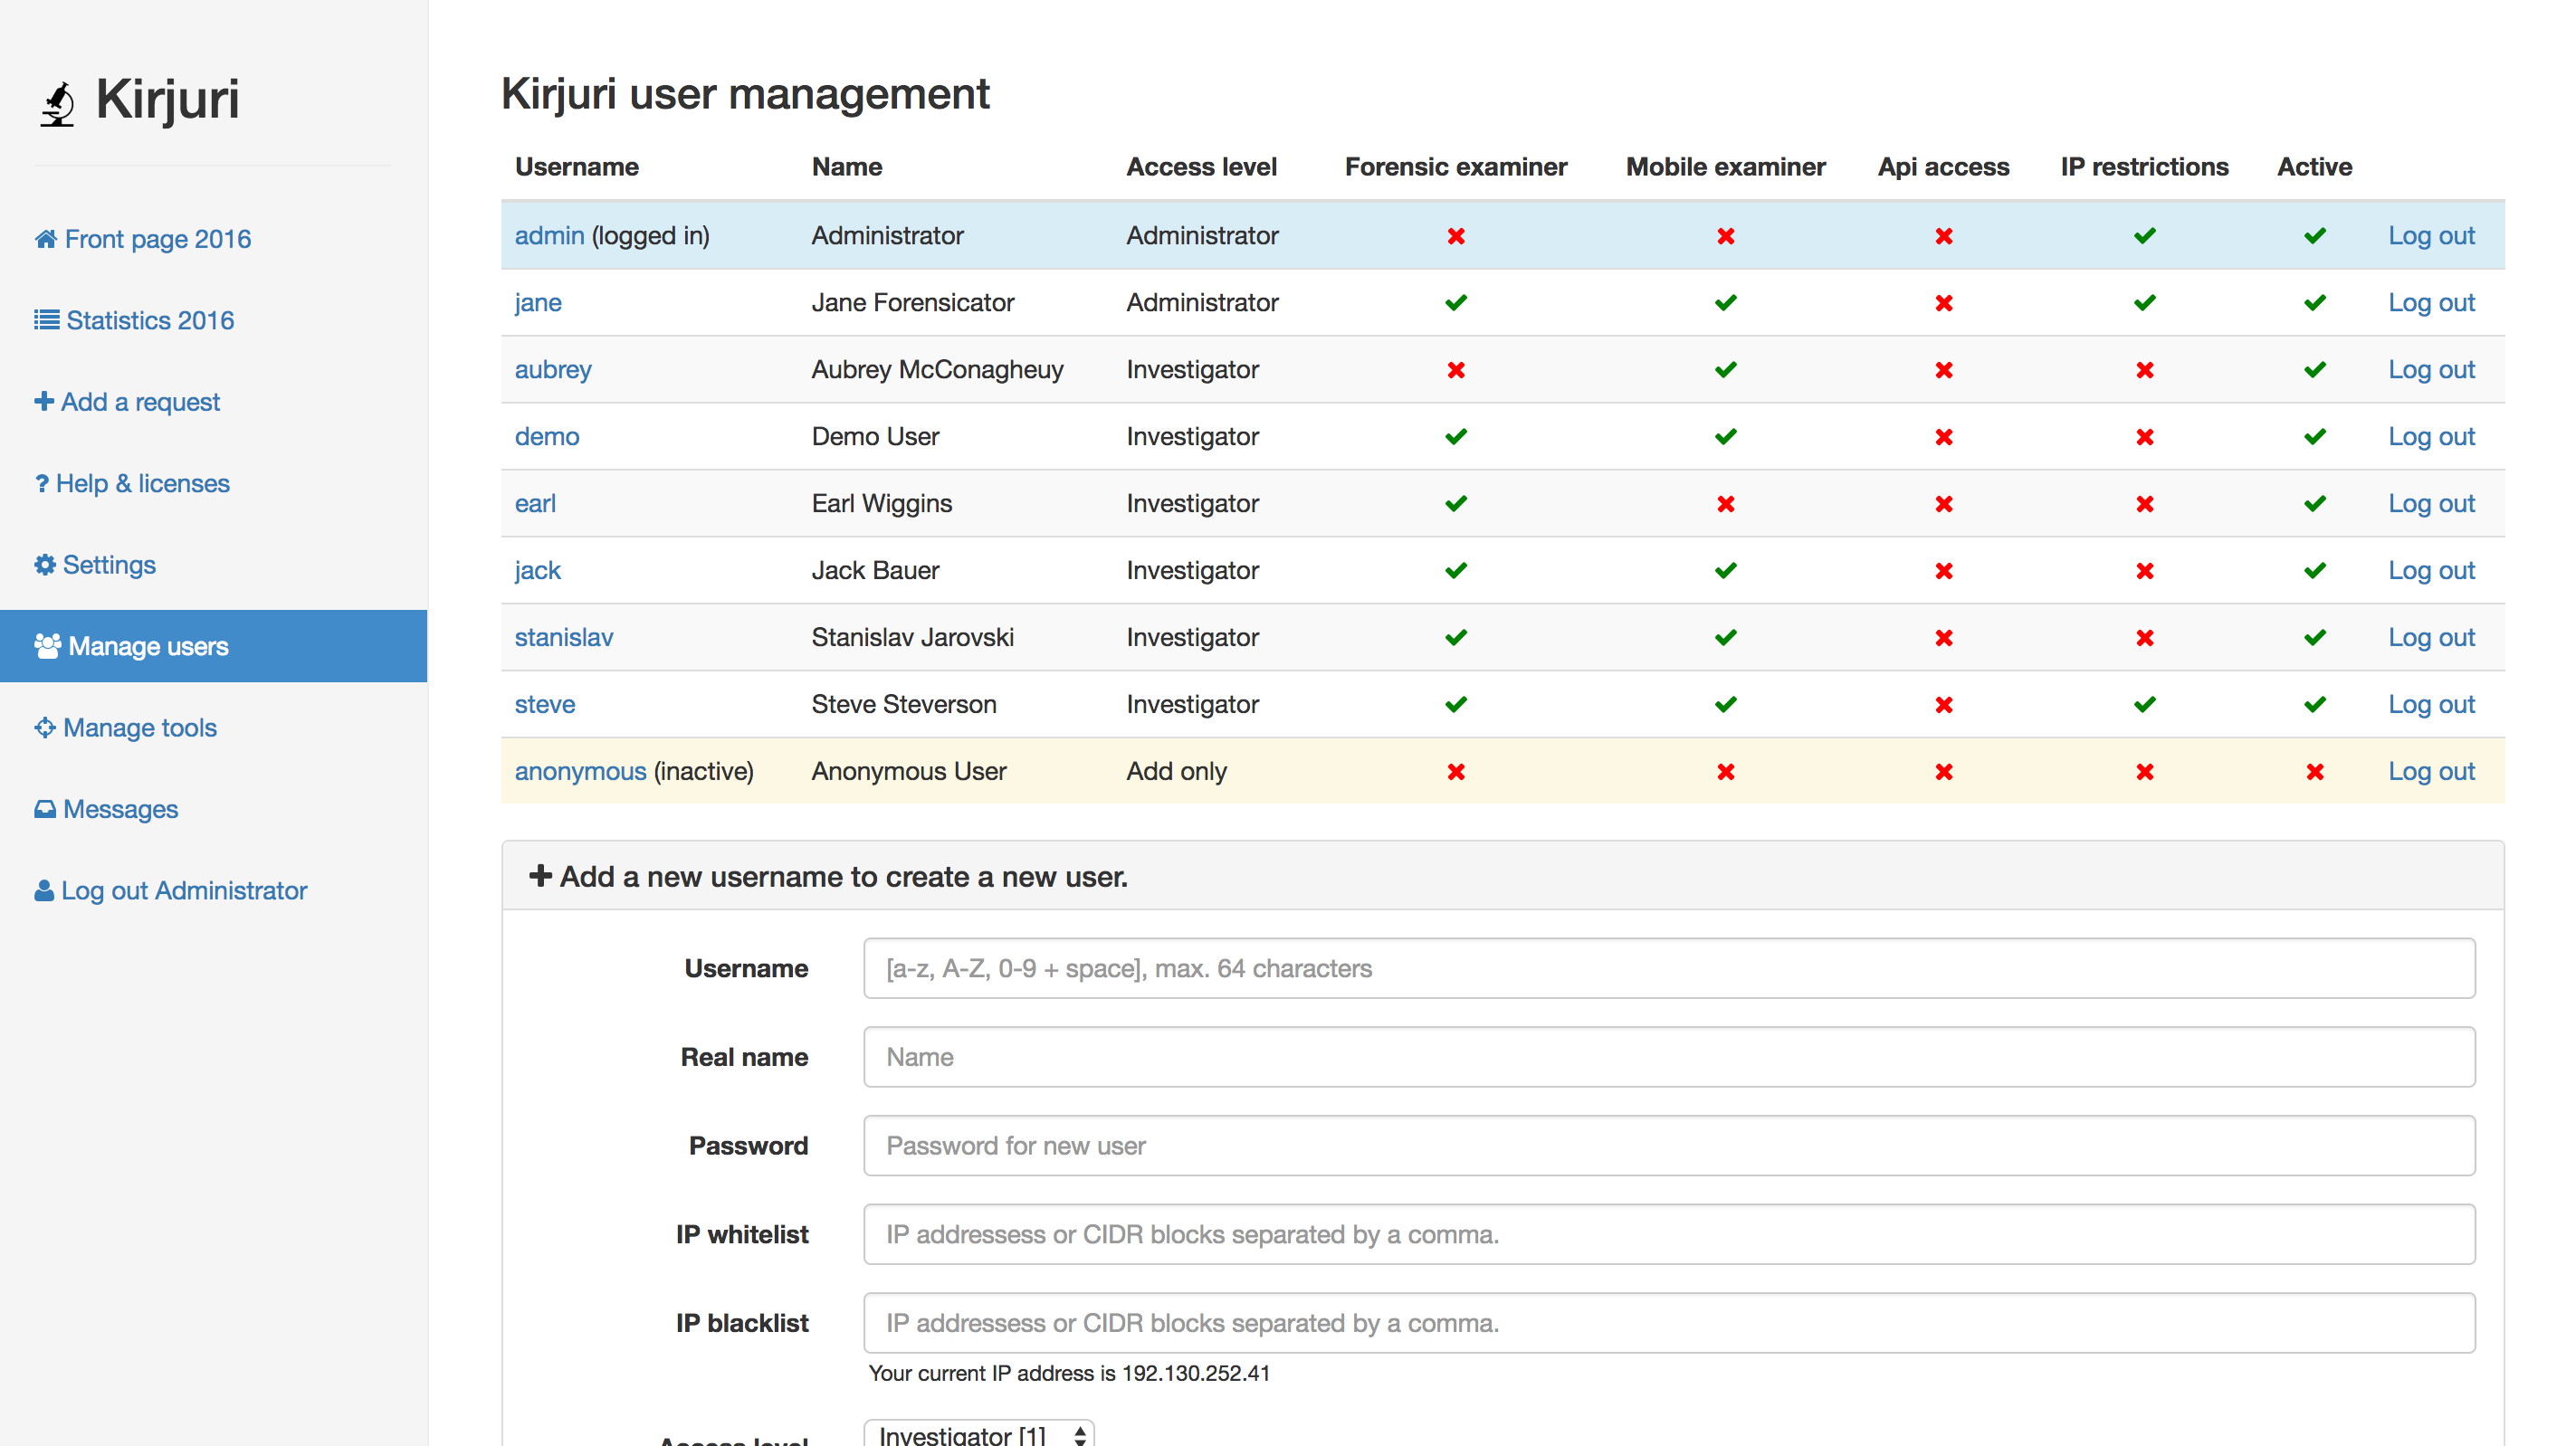 Kirjuri
Front page 2016
Statistics 2016
Add a request
? Help & licenses
Settings
Manage users
Manage tools
Messages
Log out Administrator
Kirjuri user management
Username Name Access level Forensic examiner Mobile examiner Api access IP restrictions Active
admin (logged in) Administrator Administrator Log out
jane Jane Forensicator Administrator Log out
aubrey Aubrey McConagheuy Investigator Log out
demo Demo User Investigator Log out
earl Earl Wiggins Investigator Log out
jack Jack Bauer Investigator Log out
stanislav Stanislav Jarovski Investigator Log out
steve Steve Steverson Investigator Log out
anonymous (inactive) Anonymous User Add only Log out
Add a new username to create a new user.
Username [a-z, A-Z, 0-9 + space], max. 64 characters
Real name Name
Password Password for new user
IP whitelist IP addressess or CIDR blocks separated by a comma.
IP blacklist IP addressess or CIDR blocks separated by a comma.
Your current IP address is 192.130.252.41
Access level Investigator [1]